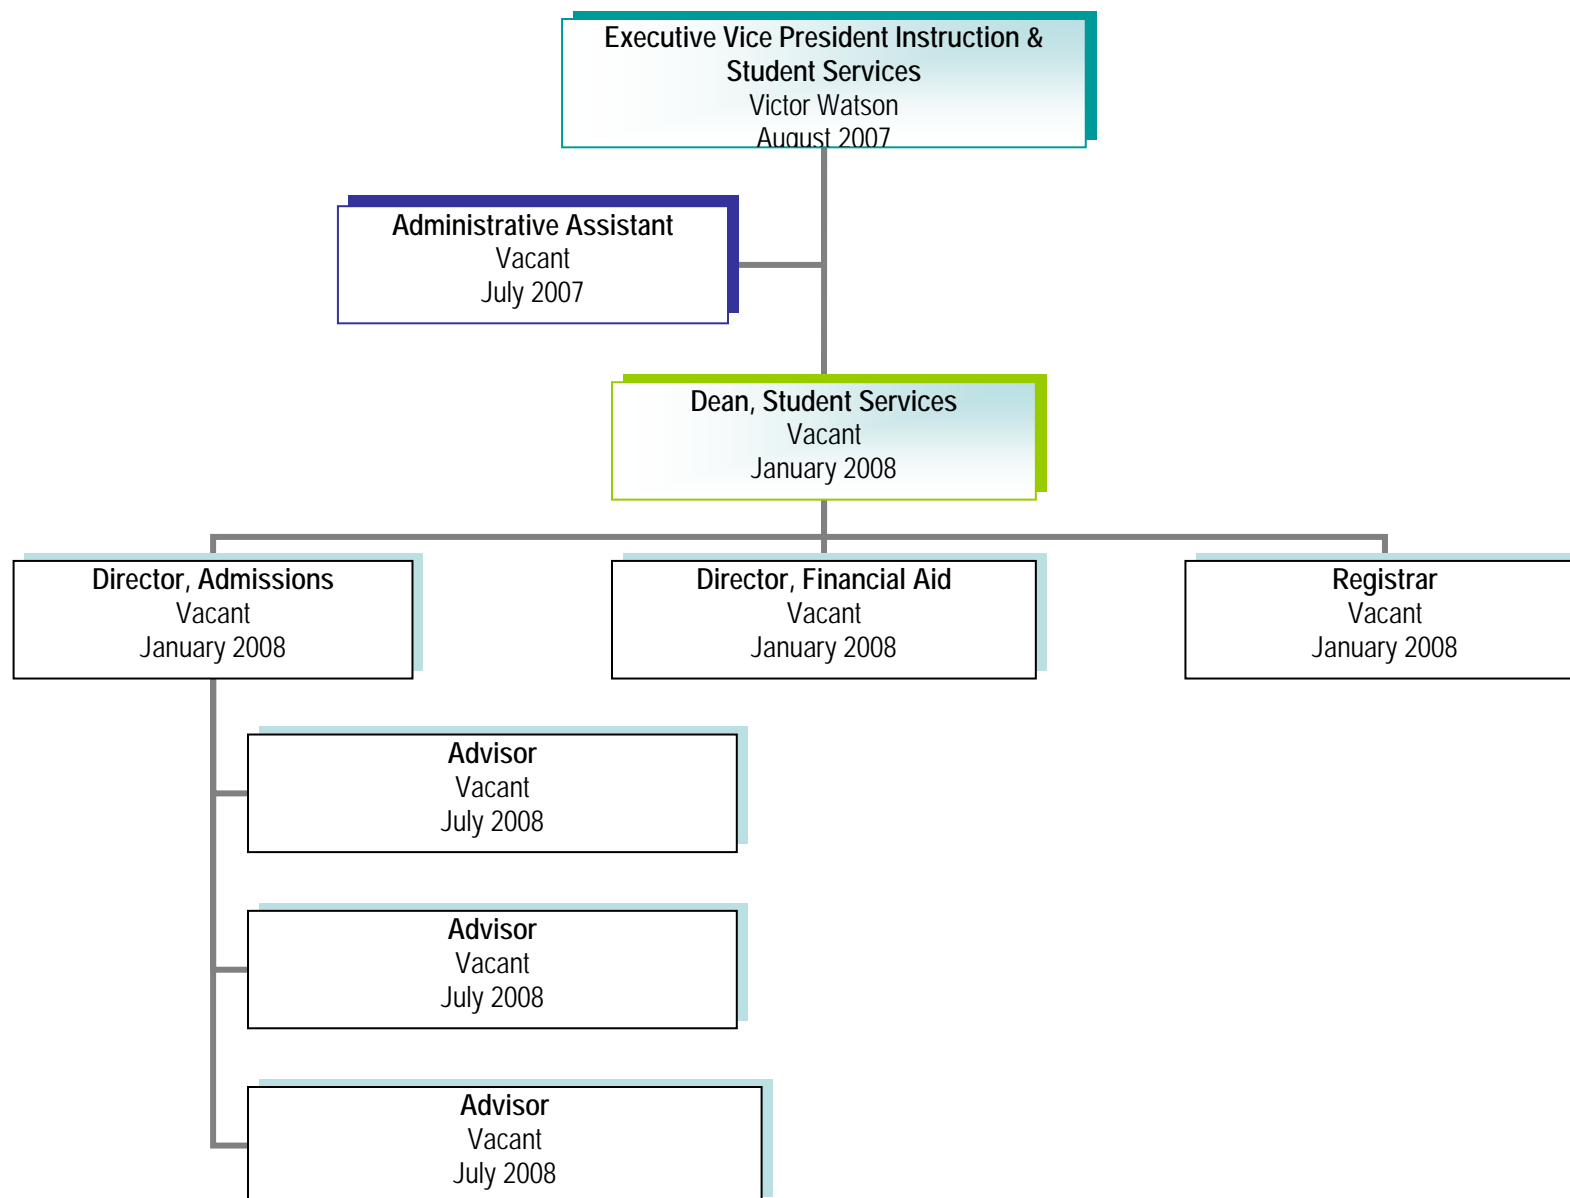 Executive Vice President Instruction &
Student Services
Victor Watson
August 2007
Administrative Assistant
Vacant
July 2007
Dean, Student Services
Vacant
January 2008
Director, Admissions
Vacant
January 2008
Director, Financial Aid
Vacant
January 2008
Registrar
Vacant
January 2008
Advisor
Vacant
July 2008
Advisor
Vacant
July 2008
Advisor
Vacant
July 2008